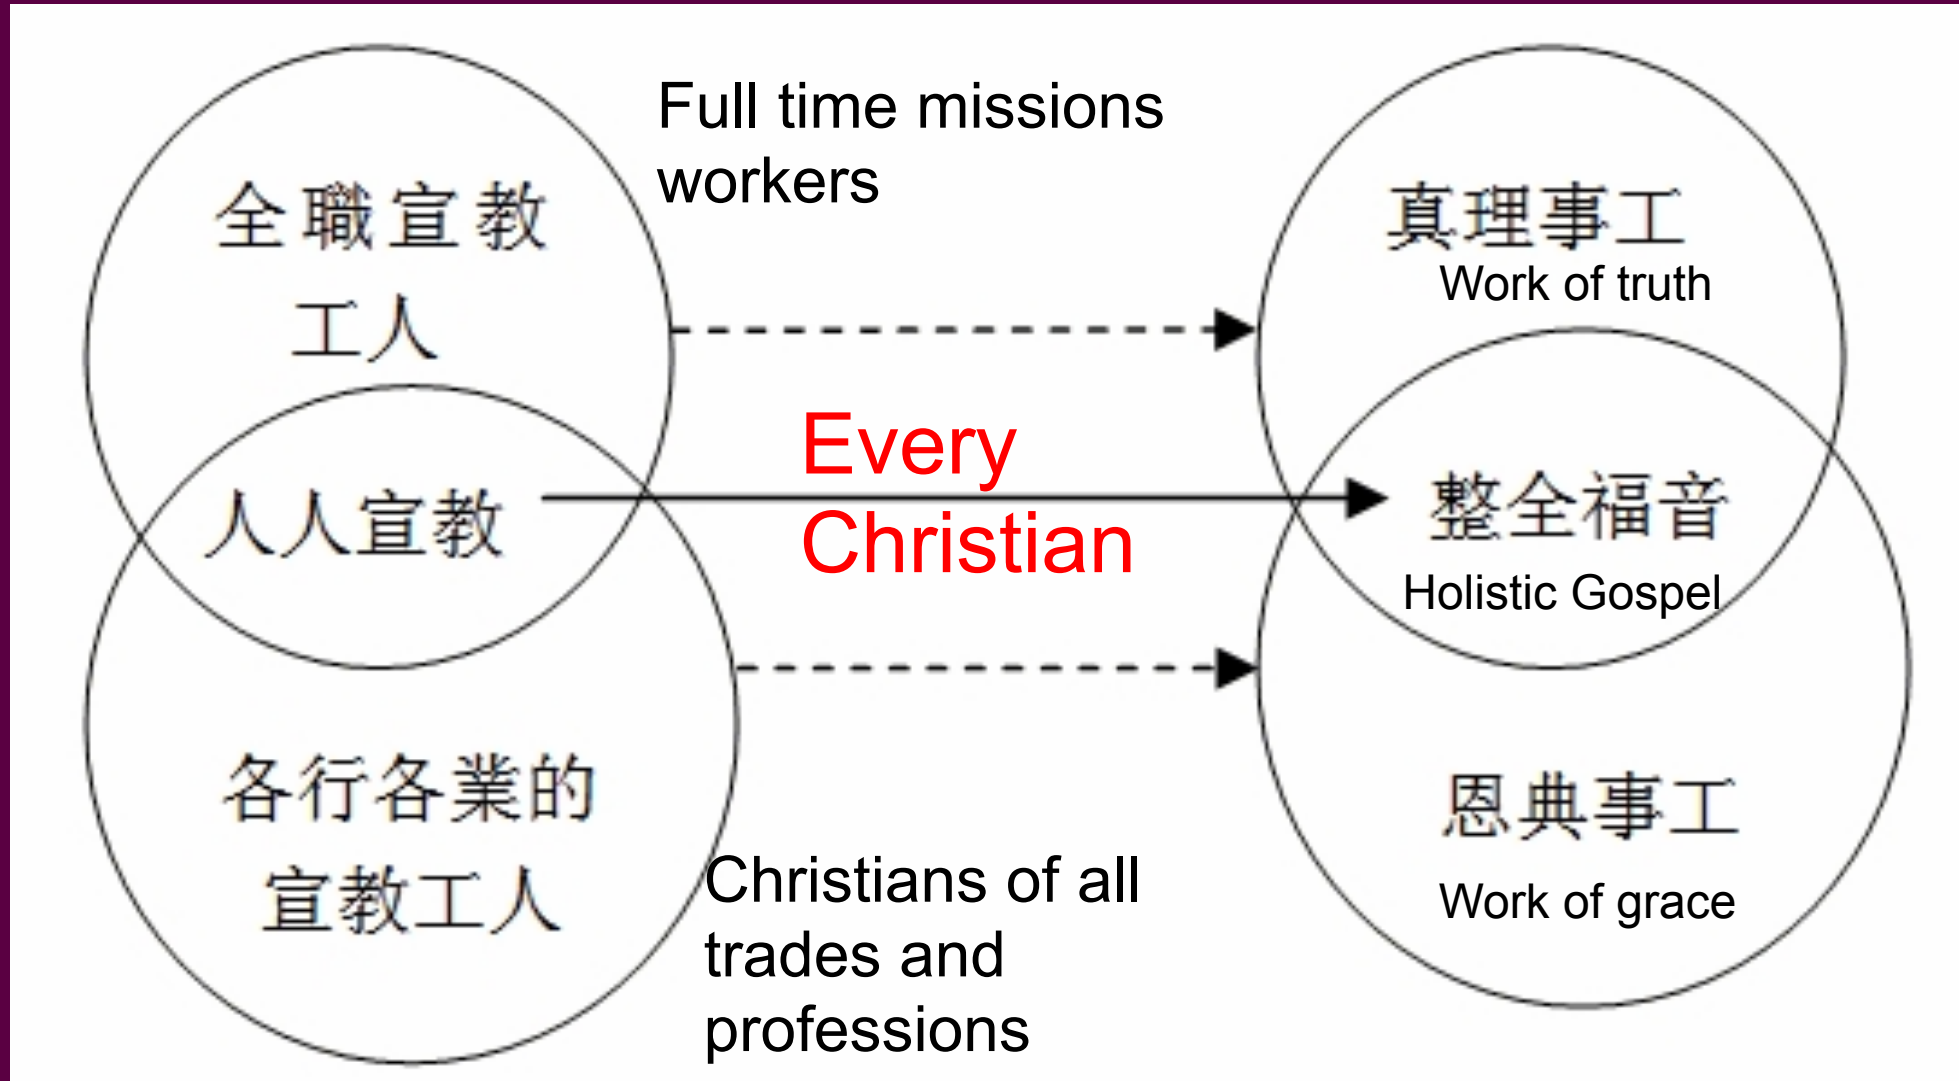 全職宣教
工人
Full time missions
workers
真理事工
Work of truth
人人宣教
Every
Christian
整全福音
Holistic Gospel
各行各業的
宣教工人
Christians of all
trades and
professions
恩典事工
Work of grace